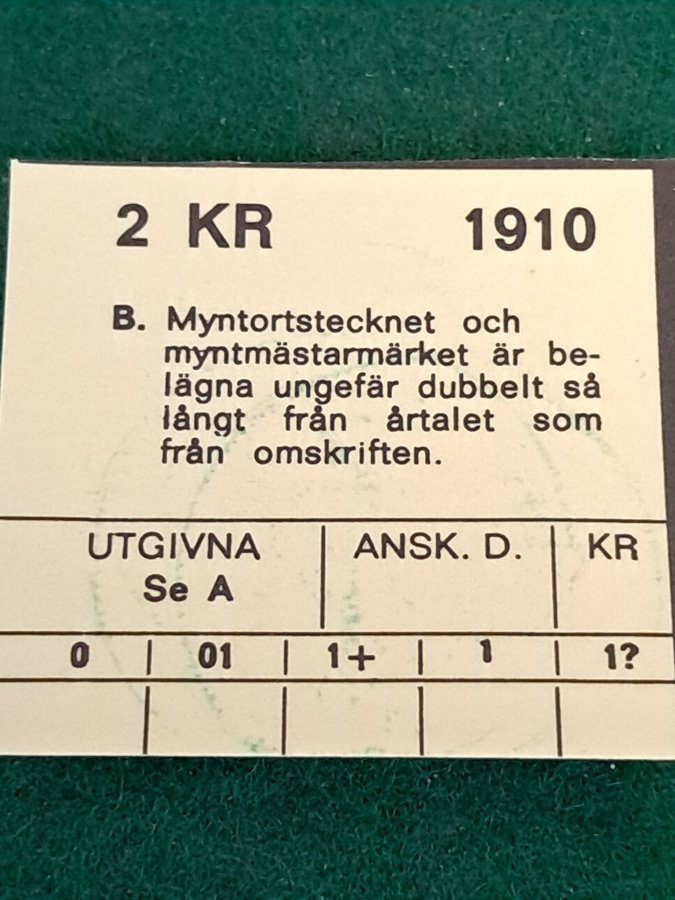 2 KR 1910
B. Myntortstecknet och
myntmästarmärket är be-
lägna ungefär dubbelt så
långt från årtalet som
från omskriften.
UTGIVNA ANSK. D. KR
Se A
0 01 1+ 1 1?